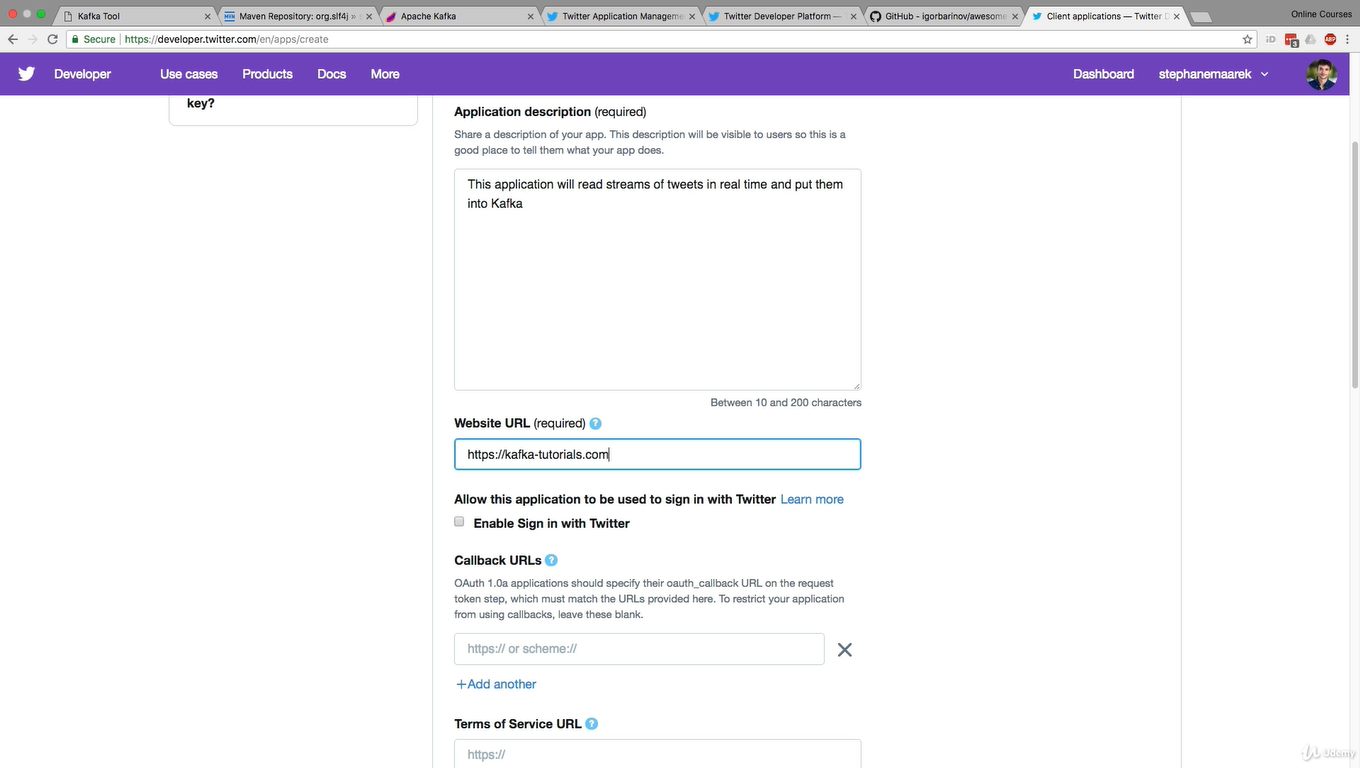 Kafka Tool
Maven Repository: org.slf4j » s
Apache Kafka
Twitter Application Manageme
Twitter Developer Platform —
GitHub - igorbarinov/awesome
Client applications — Twitter D
Online Courses
Secure | https://developer.twitter.com/en/apps/create
iD
3
ABP
Developer
Use cases
Products
Docs
More
Dashboard
stephanemaarek
key?
Application description (required)
Share a description of your app. This description will be visible to users so this is a
good place to tell them what your app does.
This application will read streams of tweets in real time and put them
into Kafka
Between 10 and 200 characters
Website URL (required) ?
https://kafka-tutorials.com
Allow this application to be used to sign in with Twitter Learn more
Enable Sign in with Twitter
Callback URLs ?
OAuth 1.0a applications should specify their oauth_callback URL on the request
token step, which must match the URLs provided here. To restrict your application
from using callbacks, leave these blank.
https:// or scheme://
+Add another
Terms of Service URL ?
https://
Udemy